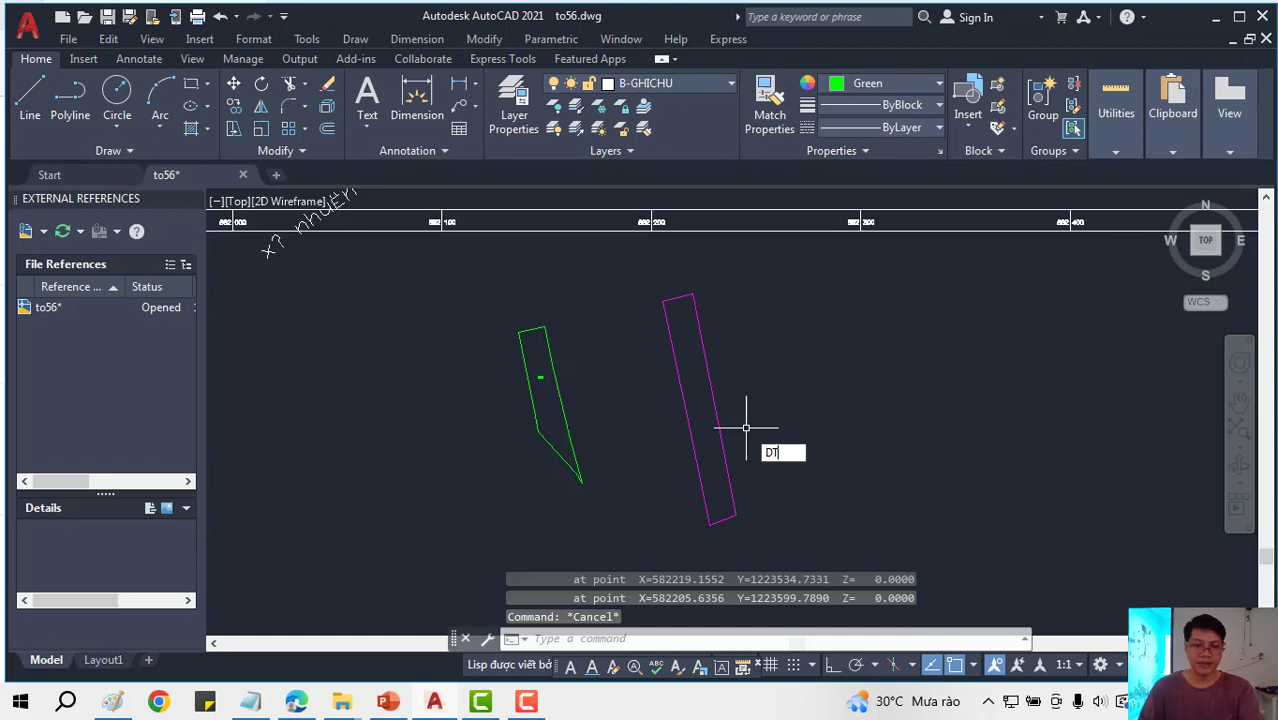 Autodesk AutoCAD 2021 to56.dwg
Type a keyword or phrase
Sign In
File Edit View Insert Format Tools Draw Dimension Modify Parametric Window Help Express
Home Insert Annotate View Manage Output Add-ins Collaborate Express Tools Featured Apps
B-GHICHU
Green
ByBlock
ByLayer
Line Polyline Circle Arc
Text Dimension
Layer Properties
Match Properties
Insert
Group
Utilities
Clipboard
View
Draw Modify Annotation Layers Properties Block Groups
Start to56*
EXTERNAL REFERENCES
[−][Top][2D Wireframe]
File References
Reference ... Status
to56* Opened 1
Details
N
W TOP E
S
WCS
DT
at point X=582219.1552 Y=1223534.7331 Z= 0.0000
at point X=582205.6356 Y=1223599.7890 Z= 0.0000
Command: *Cancel*
Type a command
Model Layout1
Lisp được viết bở
1:1
30°C Mưa rào